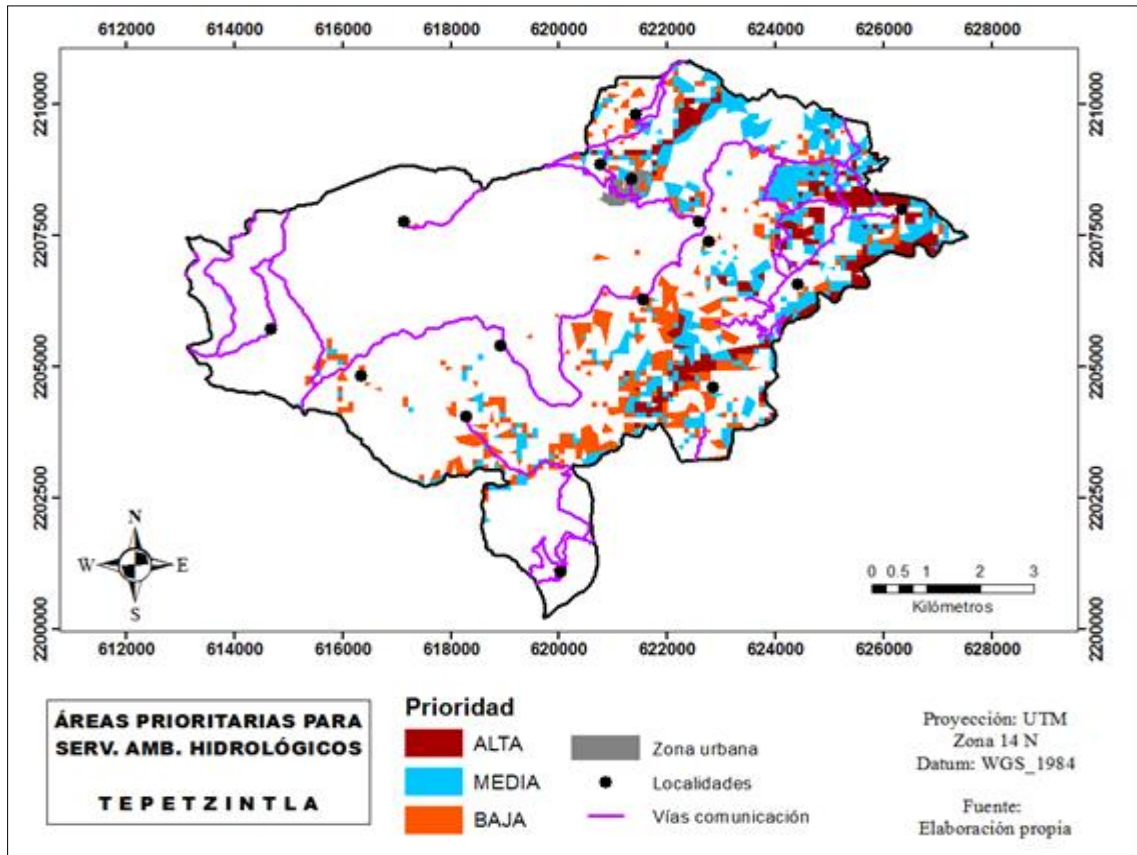 612000 614000 616000 618000 620000 622000 624000 626000 628000
2210000 2210000
2207500 2207500
2205000 2205000
2202500 2202500
2200000 2200000
N
W E
S
0 0.5 1 2 3
Kilómetros
612000 614000 616000 618000 620000 622000 624000 626000 628000
ÁREAS PRIORITARIAS PARA
SERV. AMB. HIDROLÓGICOS
TEPETZINTLA
Prioridad
ALTA
MEDIA
BAJA
Zona urbana
Localidades
Vías comunicación
Proyección: UTM
Zona 14 N
Datum: WGS_1984
Fuente:
Elaboración propia